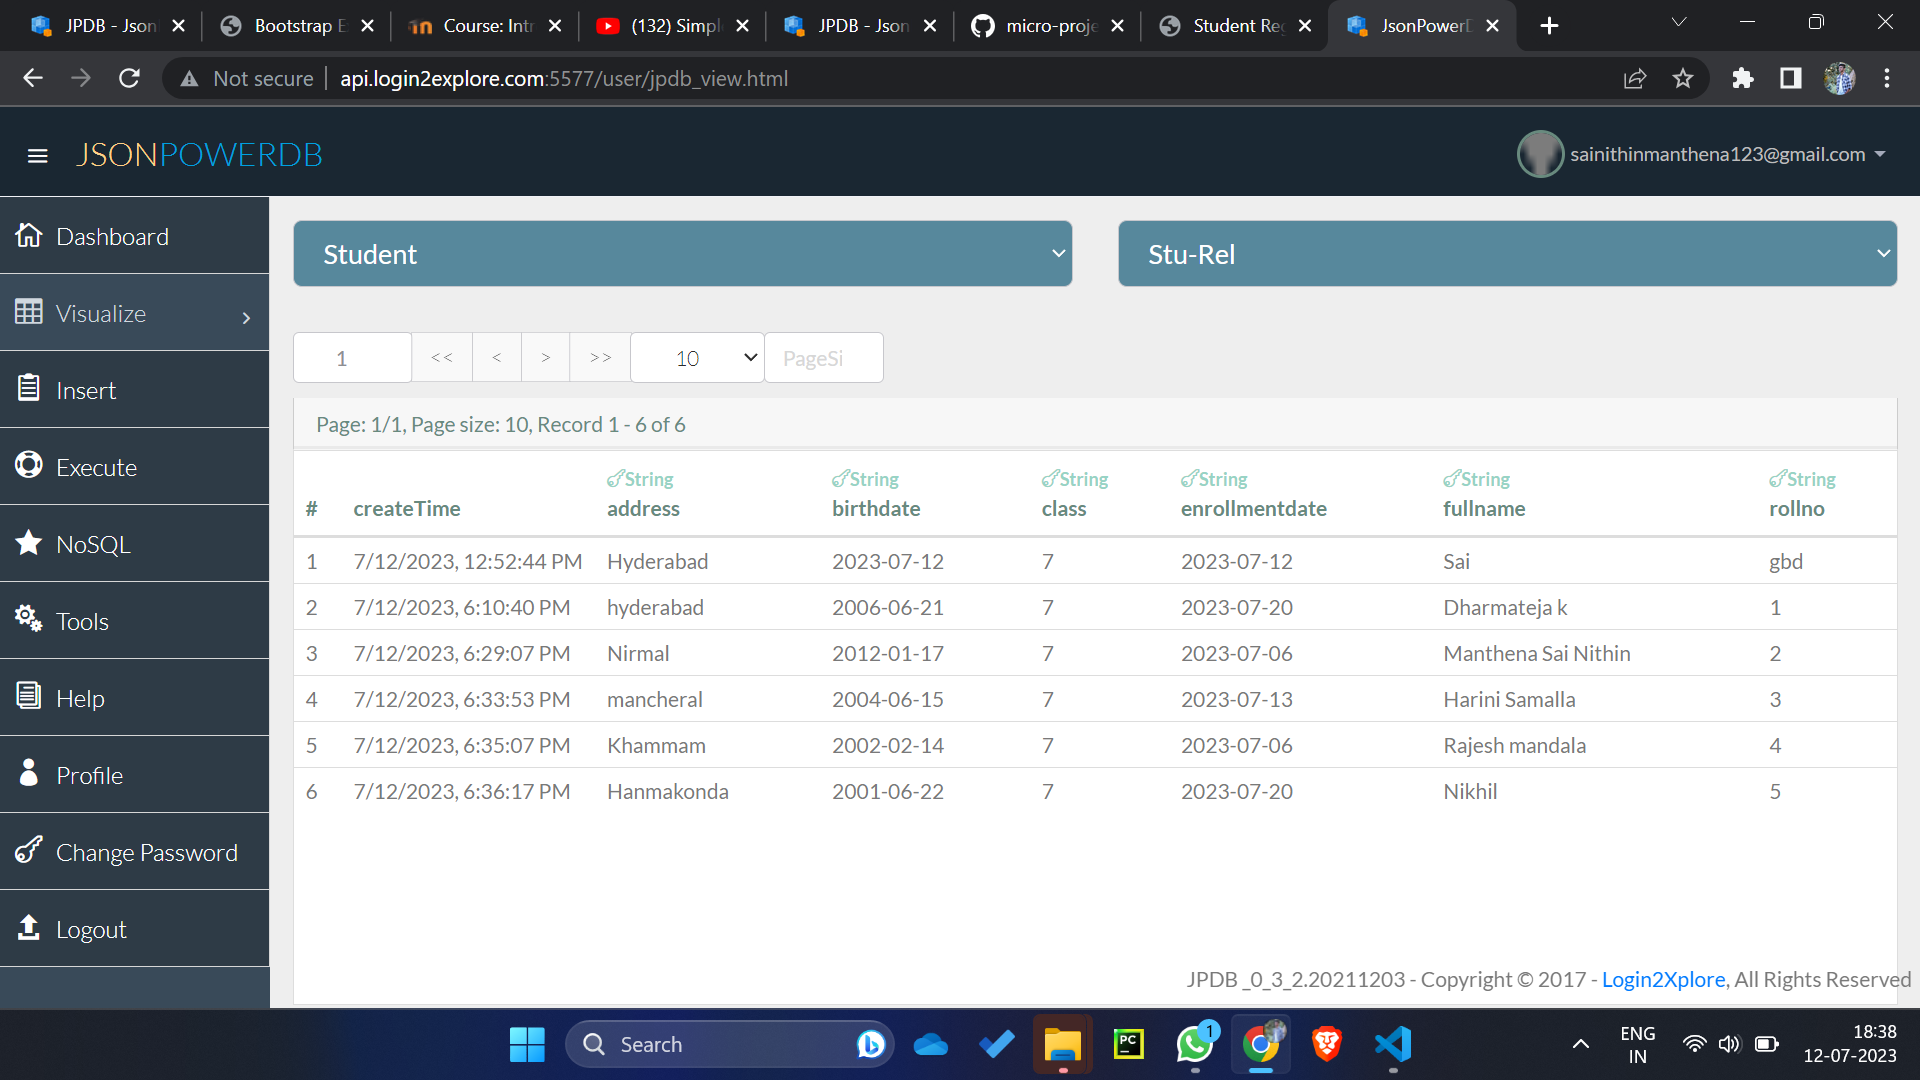 JPDB - Json
Bootstrap E
Course: Intr
(132) Simpl
JPDB - Json
micro-proje
Student Reg
JsonPowerD
Not secure
api.login2explore.com:5577/user/jpdb_view.html
JSONPOWERDB
sainithinmanthena123@gmail.com
Dashboard
Visualize
Insert
Execute
NoSQL
Tools
Help
Profile
Change Password
Logout
Student
Stu-Rel
1 << < > >> 10 PageSi
Page: 1/1, Page size: 10, Record 1 - 6 of 6
String String String String String String
# createTime address birthdate class enrollmentdate fullname rollno
1 7/12/2023, 12:52:44 PM Hyderabad 2023-07-12 7 2023-07-12 Sai gbd
2 7/12/2023, 6:10:40 PM hyderabad 2006-06-21 7 2023-07-20 Dharmateja k 1
3 7/12/2023, 6:29:07 PM Nirmal 2012-01-17 7 2023-07-06 Manthena Sai Nithin 2
4 7/12/2023, 6:33:53 PM mancheral 2004-06-15 7 2023-07-13 Harini Samalla 3
5 7/12/2023, 6:35:07 PM Khammam 2002-02-14 7 2023-07-06 Rajesh mandala 4
6 7/12/2023, 6:36:17 PM Hanmakonda 2001-06-22 7 2023-07-20 Nikhil 5
JPDB _0_3_2.20211203 - Copyright © 2017 - Login2Xplore, All Rights Reserved
Search
PC
1
ENG
IN
18:38
12-07-2023